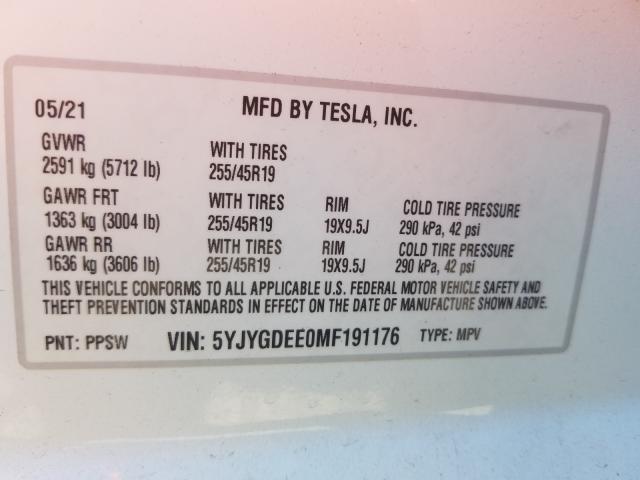 05/21 MFD BY TESLA, INC.
GVWR
2591 kg (5712 lb) WITH TIRES 255/45R19
GAWR FRT WITH TIRES RIM COLD TIRE PRESSURE
1363 kg (3004 lb) 255/45R19 19X9.5J 290 kPa, 42 psi
GAWR RR WITH TIRES RIM COLD TIRE PRESSURE
1636 kg (3606 lb) 255/45R19 19X9.5J 290 kPa, 42 psi
THIS VEHICLE CONFORMS TO ALL APPLICABLE U.S. FEDERAL MOTOR VEHICLE SAFETY AND
THEFT PREVENTION STANDARDS IN EFFECT ON THE DATE OF MANUFACTURE SHOWN ABOVE.
PNT: PPSW VIN: 5YJYGDEE0MF191176 TYPE: MPV